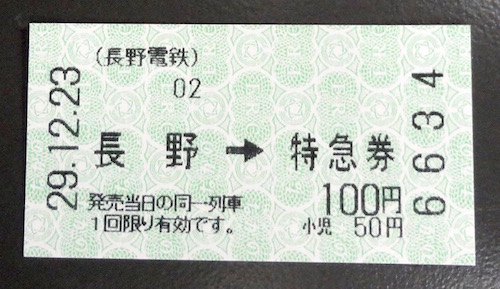 (長野電鉄)
02
29.12.23
長野→特急券
100円
小児 50円
発売当日の同一列車
1回限り有効です。
6634